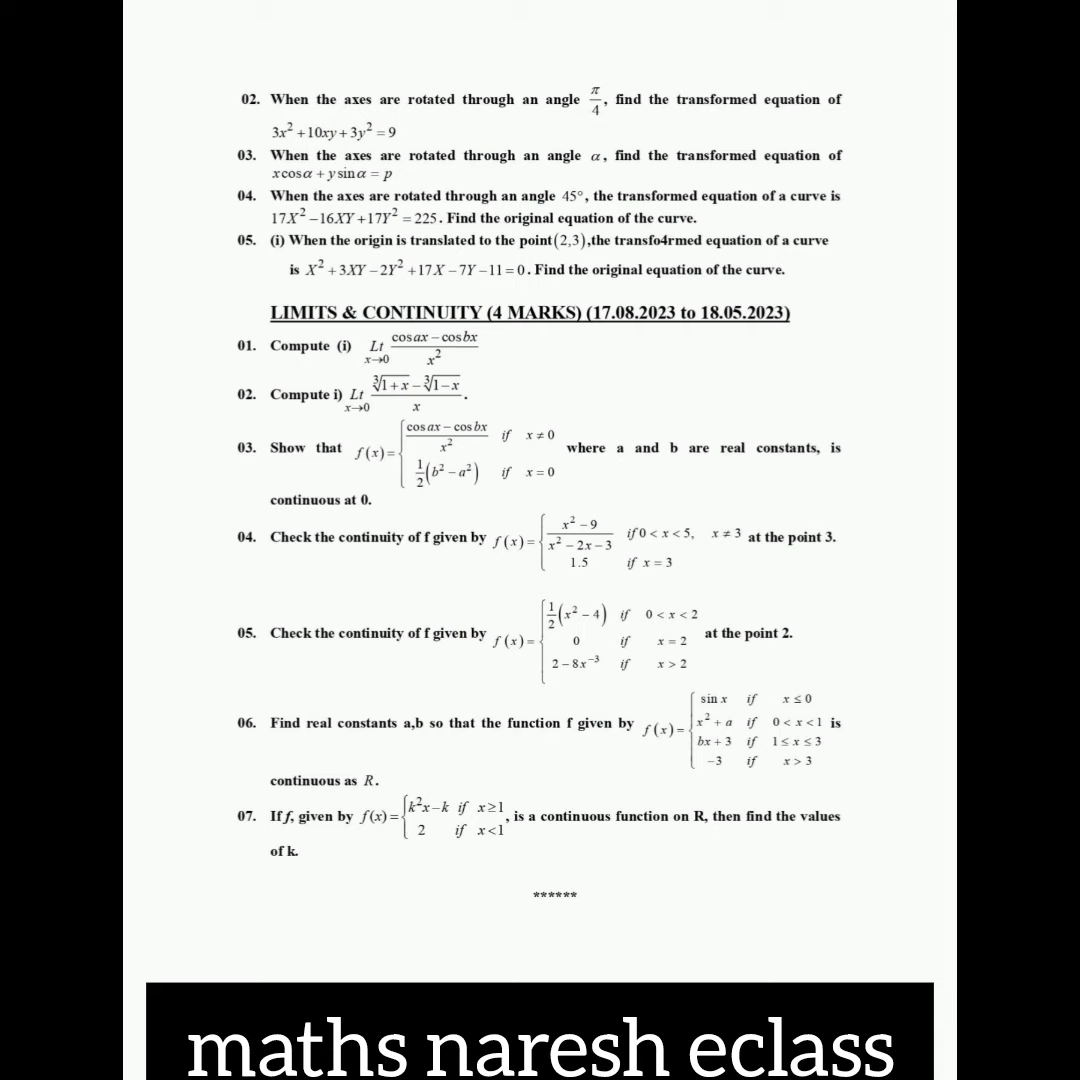 02. When the axes are rotated through an angle π/4, find the transformed equation of
3x² + 10xy + 3y² = 9
03. When the axes are rotated through an angle α, find the transformed equation of
x cos α + y sin α = p
04. When the axes are rotated through an angle 45°, the transformed equation of a curve is
17X² − 16XY + 17Y² = 225. Find the original equation of the curve.
05. (i) When the origin is translated to the point (2,3),the transfo4rmed equation of a curve
is X² + 3XY − 2Y² + 17X − 7Y − 11 = 0. Find the original equation of the curve.
LIMITS & CONTINUITY (4 MARKS) (17.08.2023 to 18.05.2023)
01. Compute (i) Lt x→0 (cos ax − cos bx)/x²
02. Compute i) Lt x→0 (∛1+x − ∛1−x)/x.
03. Show that f(x) = { (cos ax − cos bx)/x² if x ≠ 0
½(b² − a²) if x = 0 where a and b are real constants, is
continuous at 0.
04. Check the continuity of f given by f(x) = { (x² − 9)/(x² − 2x − 3) if 0 < x < 5, x ≠ 3
1.5 if x = 3 at the point 3.
05. Check the continuity of f given by f(x) = { ½(x² − 4) if 0 < x < 2
0 if x = 2
2 − 8x⁻³ if x > 2 at the point 2.
06. Find real constants a,b so that the function f given by f(x) = { sin x if x ≤ 0
x² + a if 0 < x < 1
bx + 3 if 1 ≤ x ≤ 3
−3 if x > 3 is
continuous as R.
07. If f, given by f(x) = { k²x − k if x ≥ 1
2 if x < 1 , is a continuous function on R, then find the values
of k.
******
maths naresh eclass